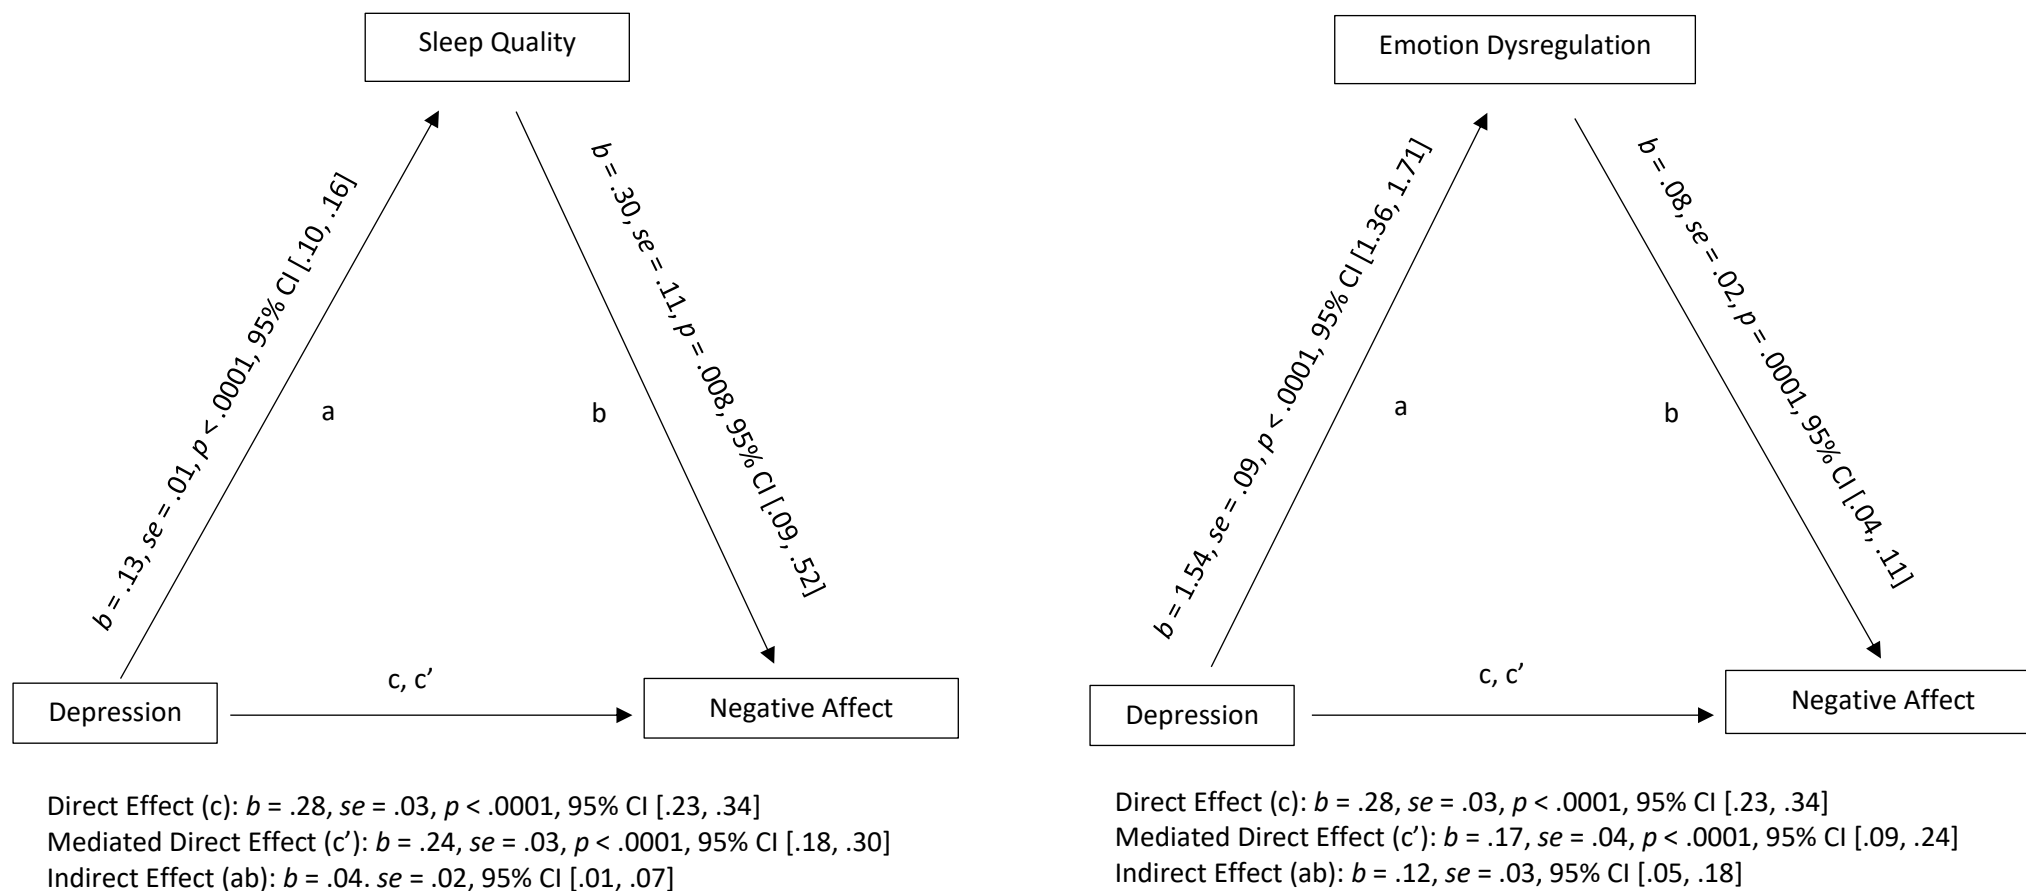 Sleep Quality
b = .13, se = .01, p < .0001, 95% CI [.10, .16]
b = .30, se = .11, p = .008, 95% CI [.09, .52]
a
b
c, c’
Depression
Negative Affect
Direct Effect (c): b = .28, se = .03, p < .0001, 95% CI [.23, .34]
Mediated Direct Effect (c’): b = .24, se = .03, p < .0001, 95% CI [.18, .30]
Indirect Effect (ab): b = .04. se = .02, 95% CI [.01, .07]
Emotion Dysregulation
b = 1.54, se = .09, p < .0001, 95% CI [1.36, 1.71]
b = .08, se = .02, p = .0001, 95% CI [.04, .11]
a
b
c, c’
Depression
Negative Affect
Direct Effect (c): b = .28, se = .03, p < .0001, 95% CI [.23, .34]
Mediated Direct Effect (c’): b = .17, se = .04, p < .0001, 95% CI [.09, .24]
Indirect Effect (ab): b = .12, se = .03, 95% CI [.05, .18]